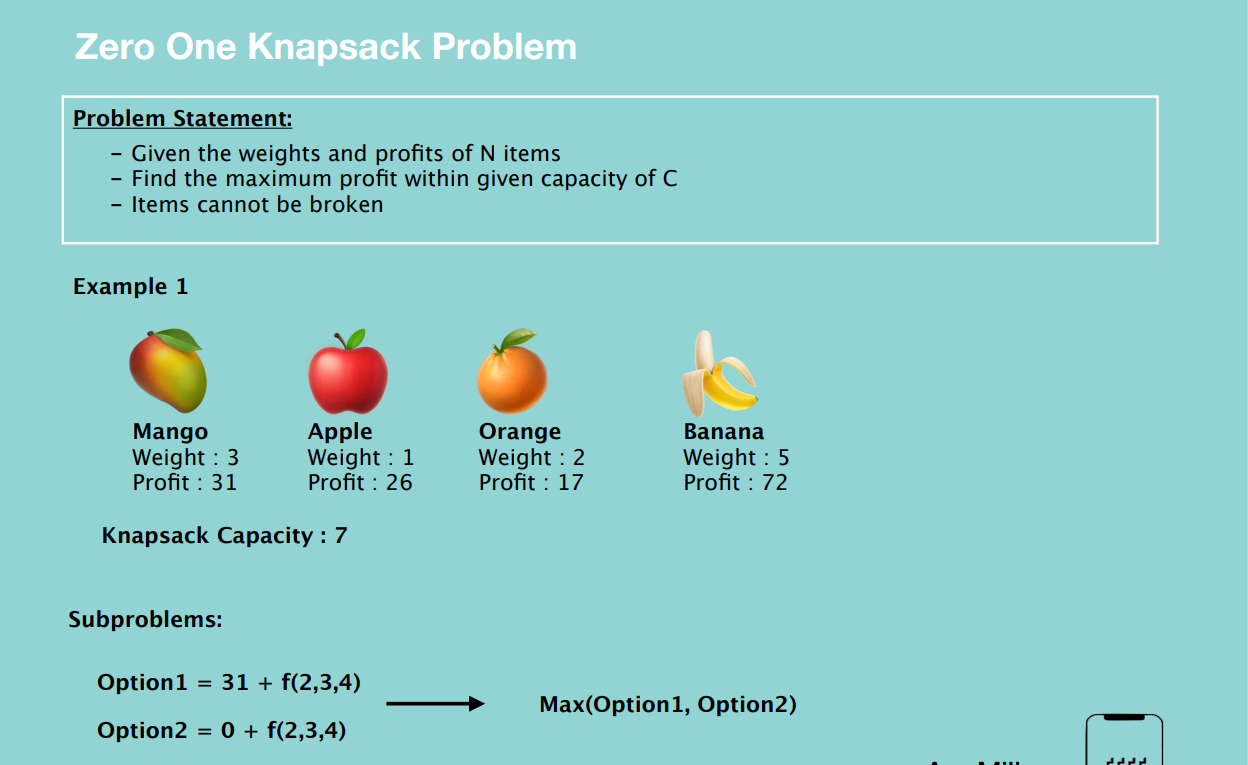 Zero One Knapsack Problem
Problem Statement:
– Given the weights and profits of N items
– Find the maximum profit within given capacity of C
– Items cannot be broken
Example 1
Mango Apple Orange Banana
Weight : 3 Weight : 1 Weight : 2 Weight : 5
Profit : 31 Profit : 26 Profit : 17 Profit : 72
Knapsack Capacity : 7
Subproblems:
Option1 = 31 + f(2,3,4)
Max(Option1, Option2)
Option2 = 0 + f(2,3,4)